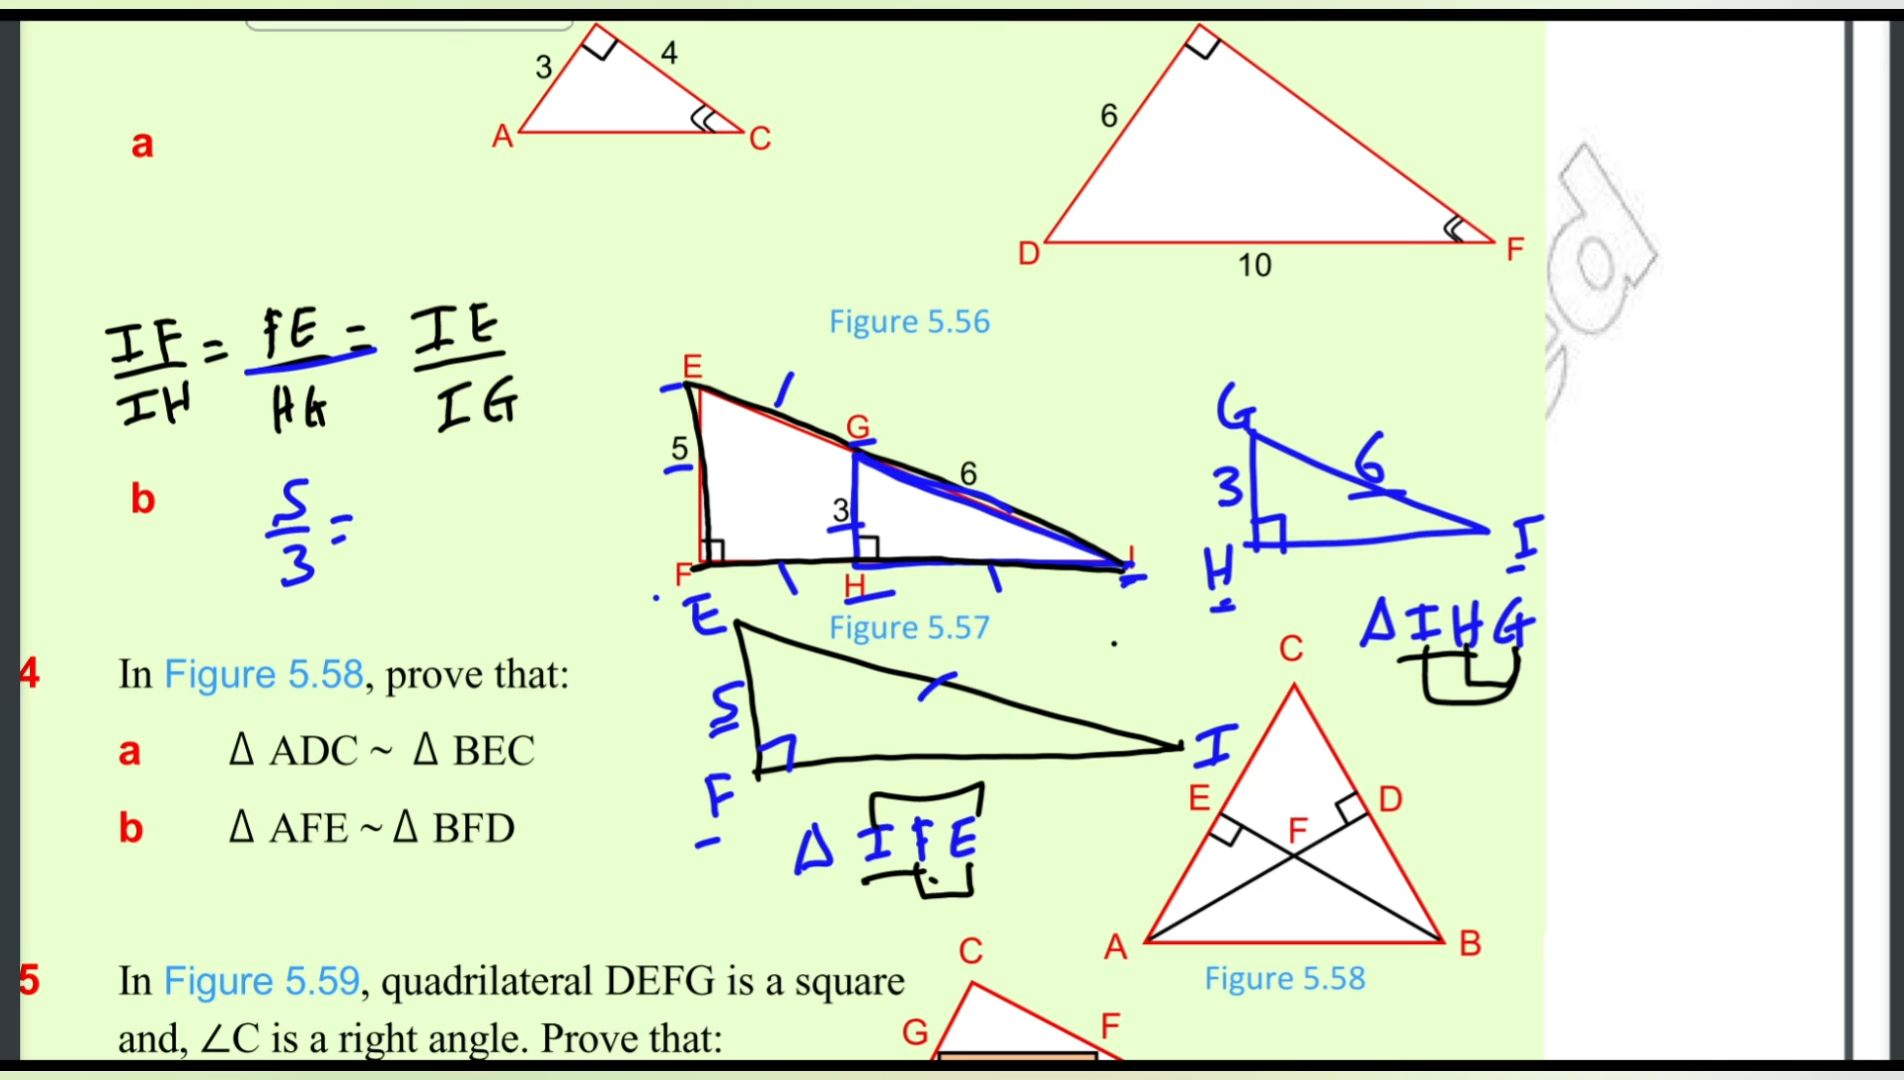 3 4
A C
a
6
D F
10
Figure 5.56
IF/IH = FE/HG = IE/IG
E
G
5 6
3
F H I
b
5/3 =
Figure 5.57
G
3 6
H I
Δ IHG
E
5
F I
Δ IFE
4 In Figure 5.58, prove that:
a Δ ADC ~ Δ BEC
b Δ AFE ~ Δ BFD
C
E D
F
A B
Figure 5.58
5 In Figure 5.59, quadrilateral DEFG is a square
and, ∠C is a right angle. Prove that:
C
G F